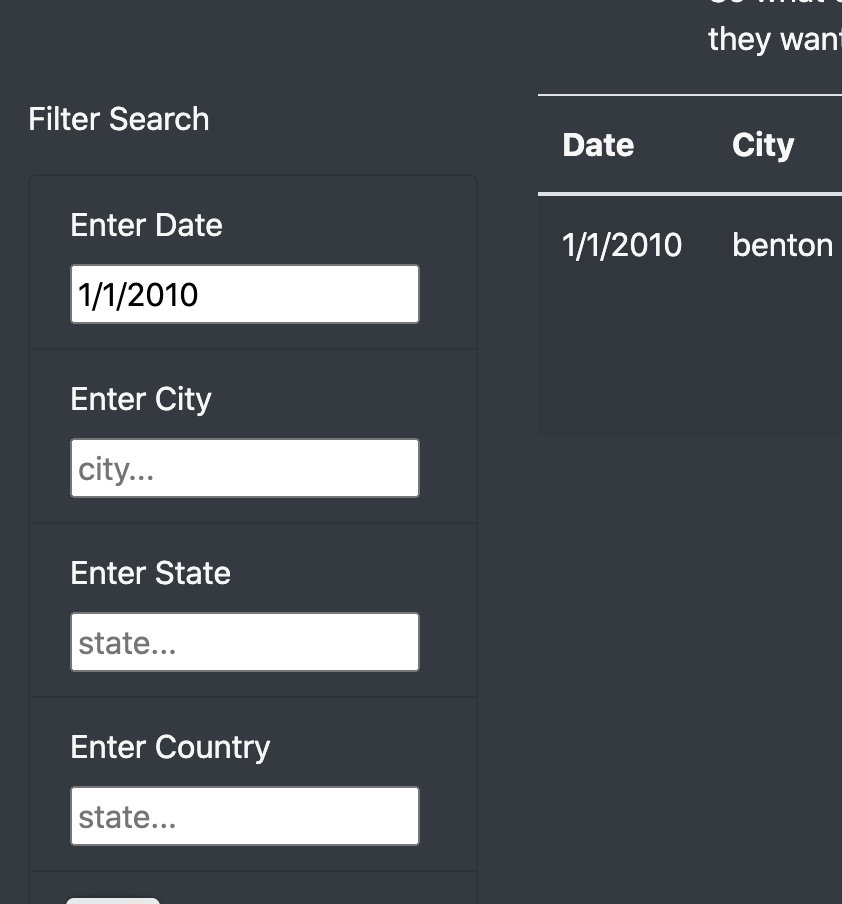 they want
Filter Search
Date City
Enter Date
1/1/2010
1/1/2010 benton
Enter City
city...
Enter State
state...
Enter Country
state...